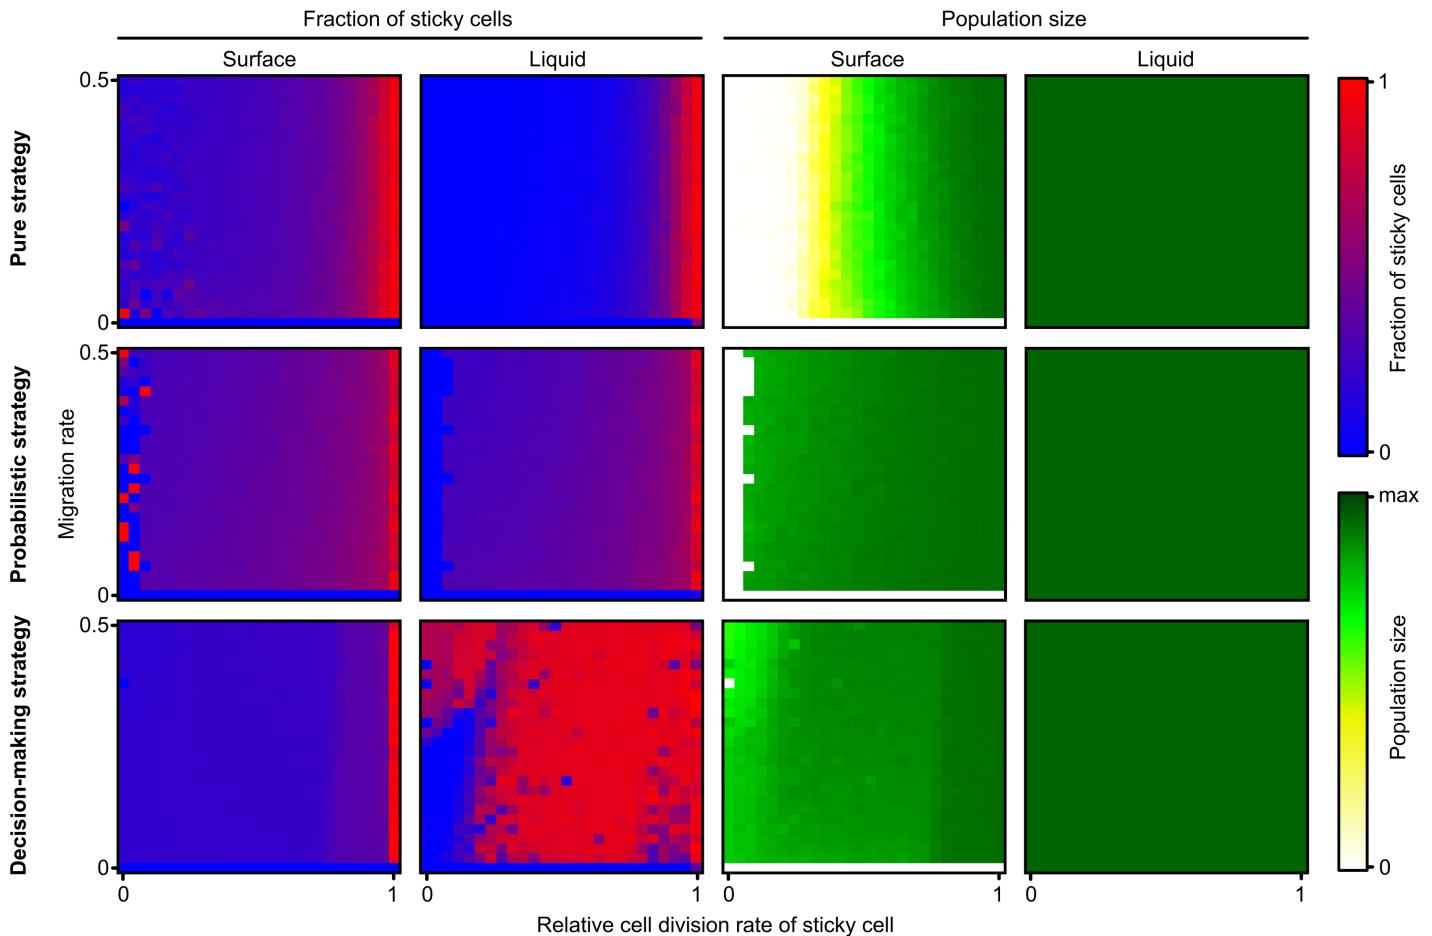 Fraction of sticky cells
Population size
Surface
Liquid
Surface
Liquid
Pure strategy
0.5
0
Probabilistic strategy
Migration rate
0.5
0
Decision-making strategy
0.5
0
0
1
0
1
0
1
0
1
Relative cell division rate of sticky cell
1
Fraction of sticky cells
0
max
Population size
0